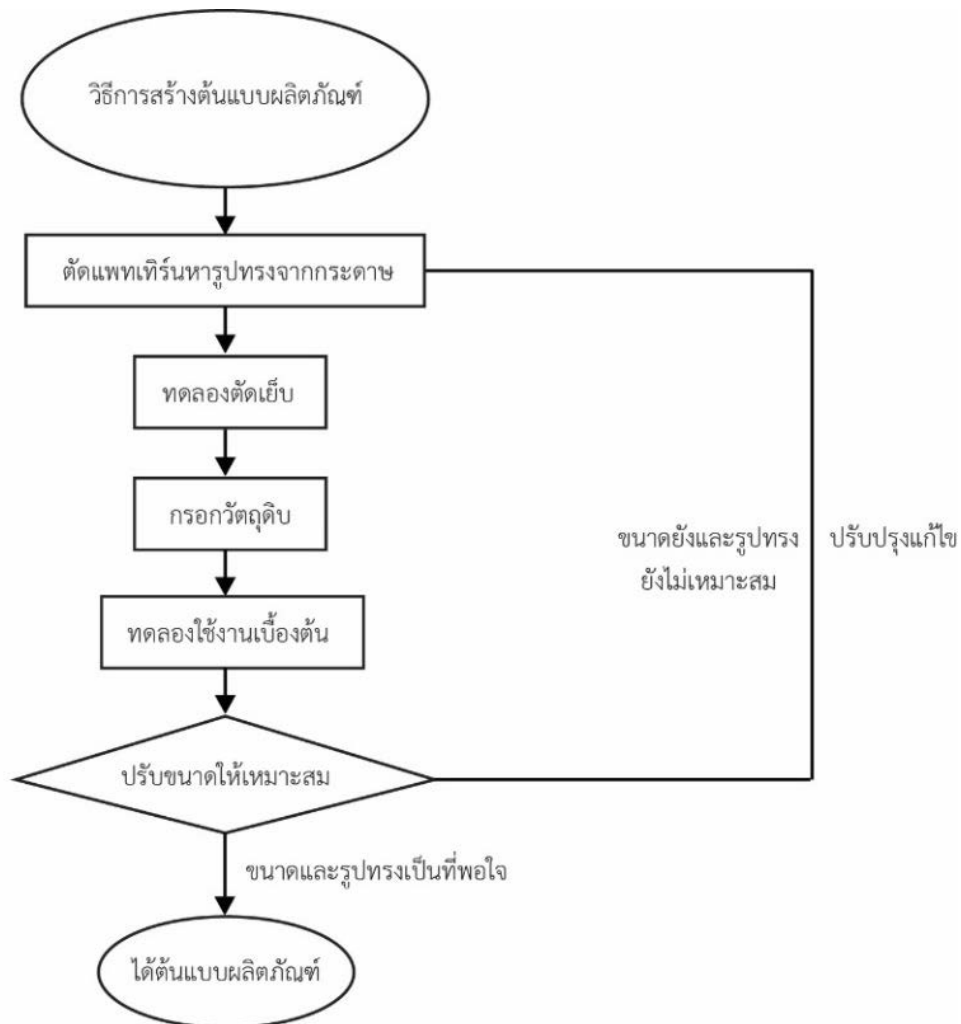 วิธีการสร้างต้นแบบผลิตภัณฑ์
ตัดแพทเทิร์นหารูปทรงจากกระดาษ
ทดลองตัดเย็บ
กรอกวัตถุดิบ
ทดลองใช้งานเบื้องต้น
ปรับขนาดให้เหมาะสม
ขนาดยังและรูปทรง
ยังไม่เหมาะสม
ปรับปรุงแก้ไข
ขนาดและรูปทรงเป็นที่พอใจ
ได้ต้นแบบผลิตภัณฑ์